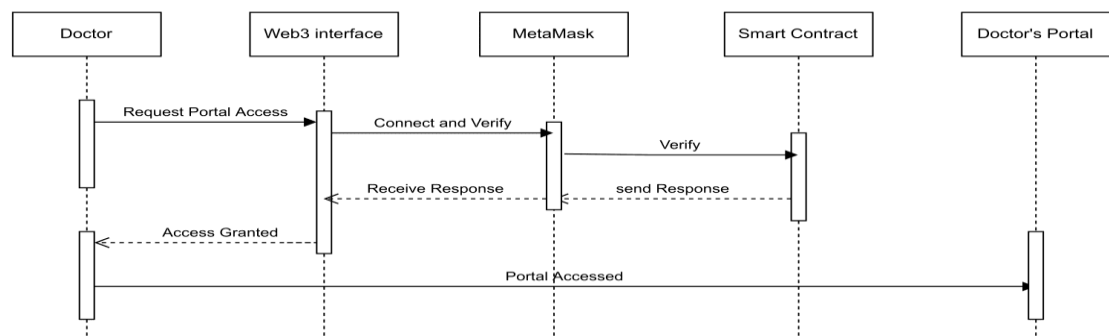 Doctor
Web3 interface
MetaMask
Smart Contract
Doctor's Portal
Request Portal Access
Connect and Verify
Verify
Receive Response
send Response
Access Granted
Portal Accessed